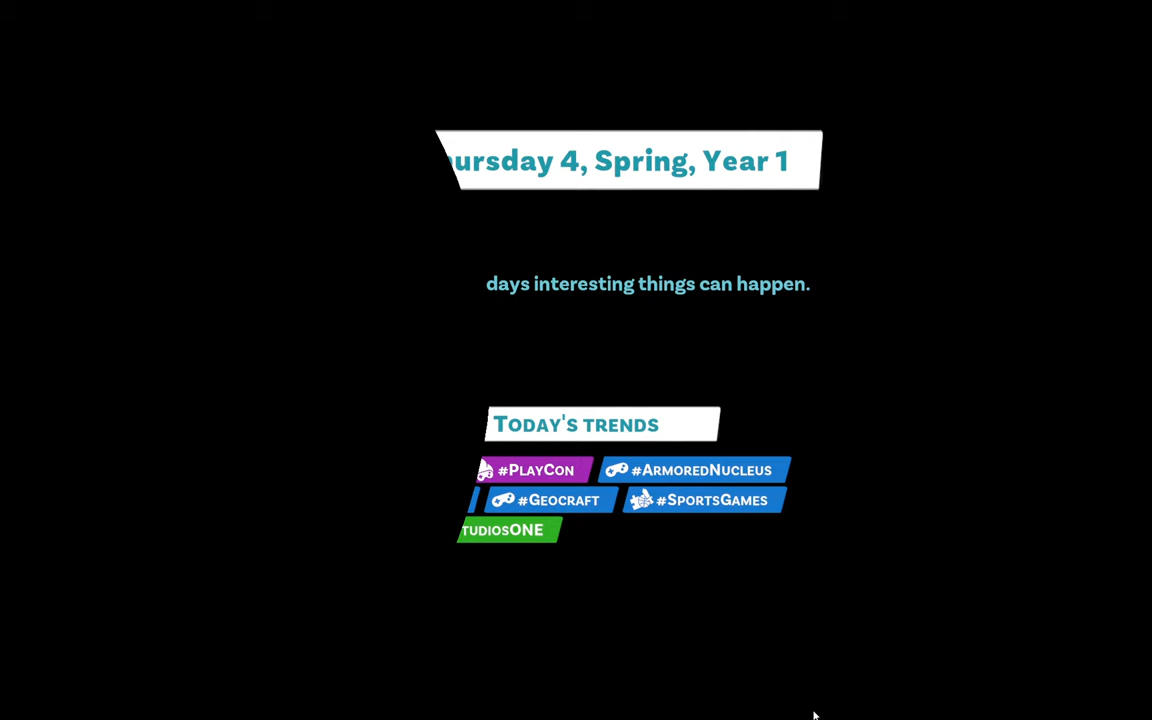 ursday 4, Spring, Year 1
days interesting things can happen.
TODAY'S TRENDS
#PLAYCON #ARMOREDNUCLEUS
#GEOCRAFT #SPORTSGAMES
TUDIOSONE